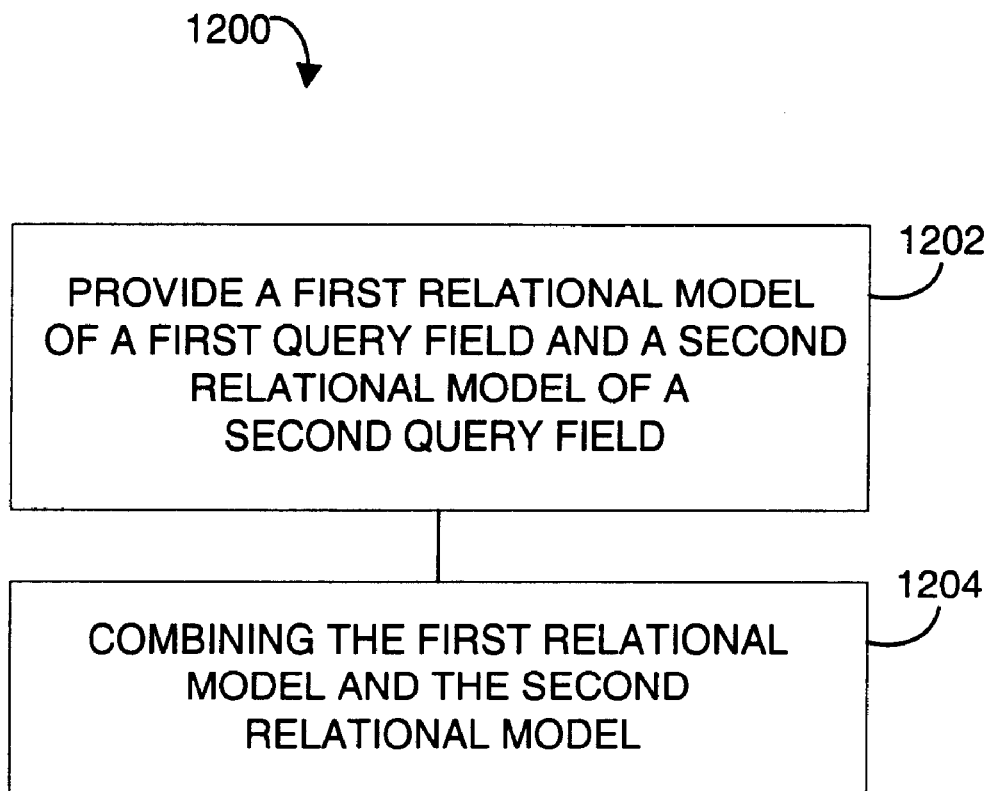 1200
1202
PROVIDE A FIRST RELATIONAL MODEL
OF A FIRST QUERY FIELD AND A SECOND
RELATIONAL MODEL OF A
SECOND QUERY FIELD
1204
COMBINING THE FIRST RELATIONAL
MODEL AND THE SECOND
RELATIONAL MODEL